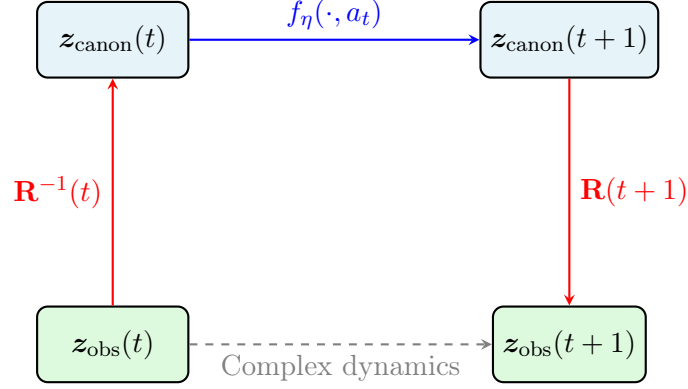 f_η(·, a_t)
z_canon(t)
z_canon(t + 1)
R⁻¹(t)
R(t + 1)
z_obs(t)
z_obs(t + 1)
Complex dynamics